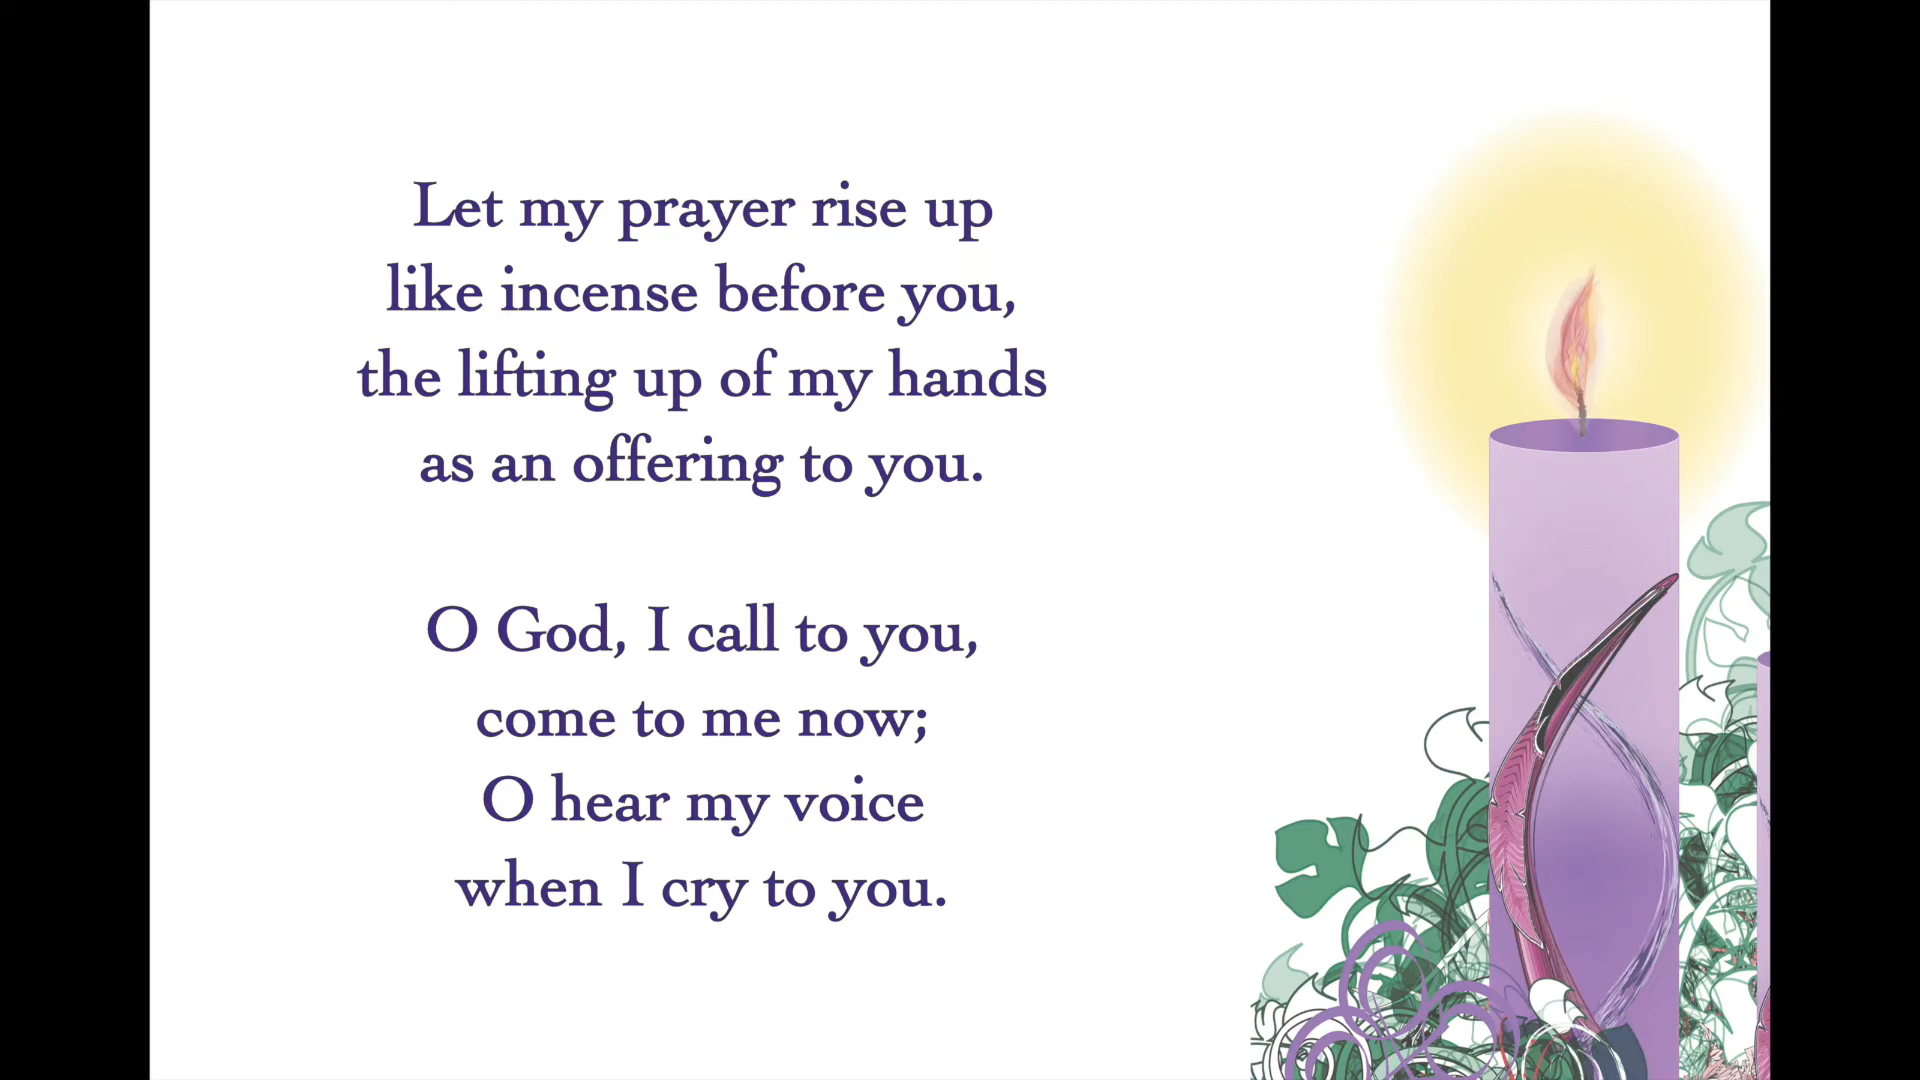 Let my prayer rise up
like incense before you,
the lifting up of my hands
as an offering to you.
O God, I call to you,
come to me now;
O hear my voice
when I cry to you.